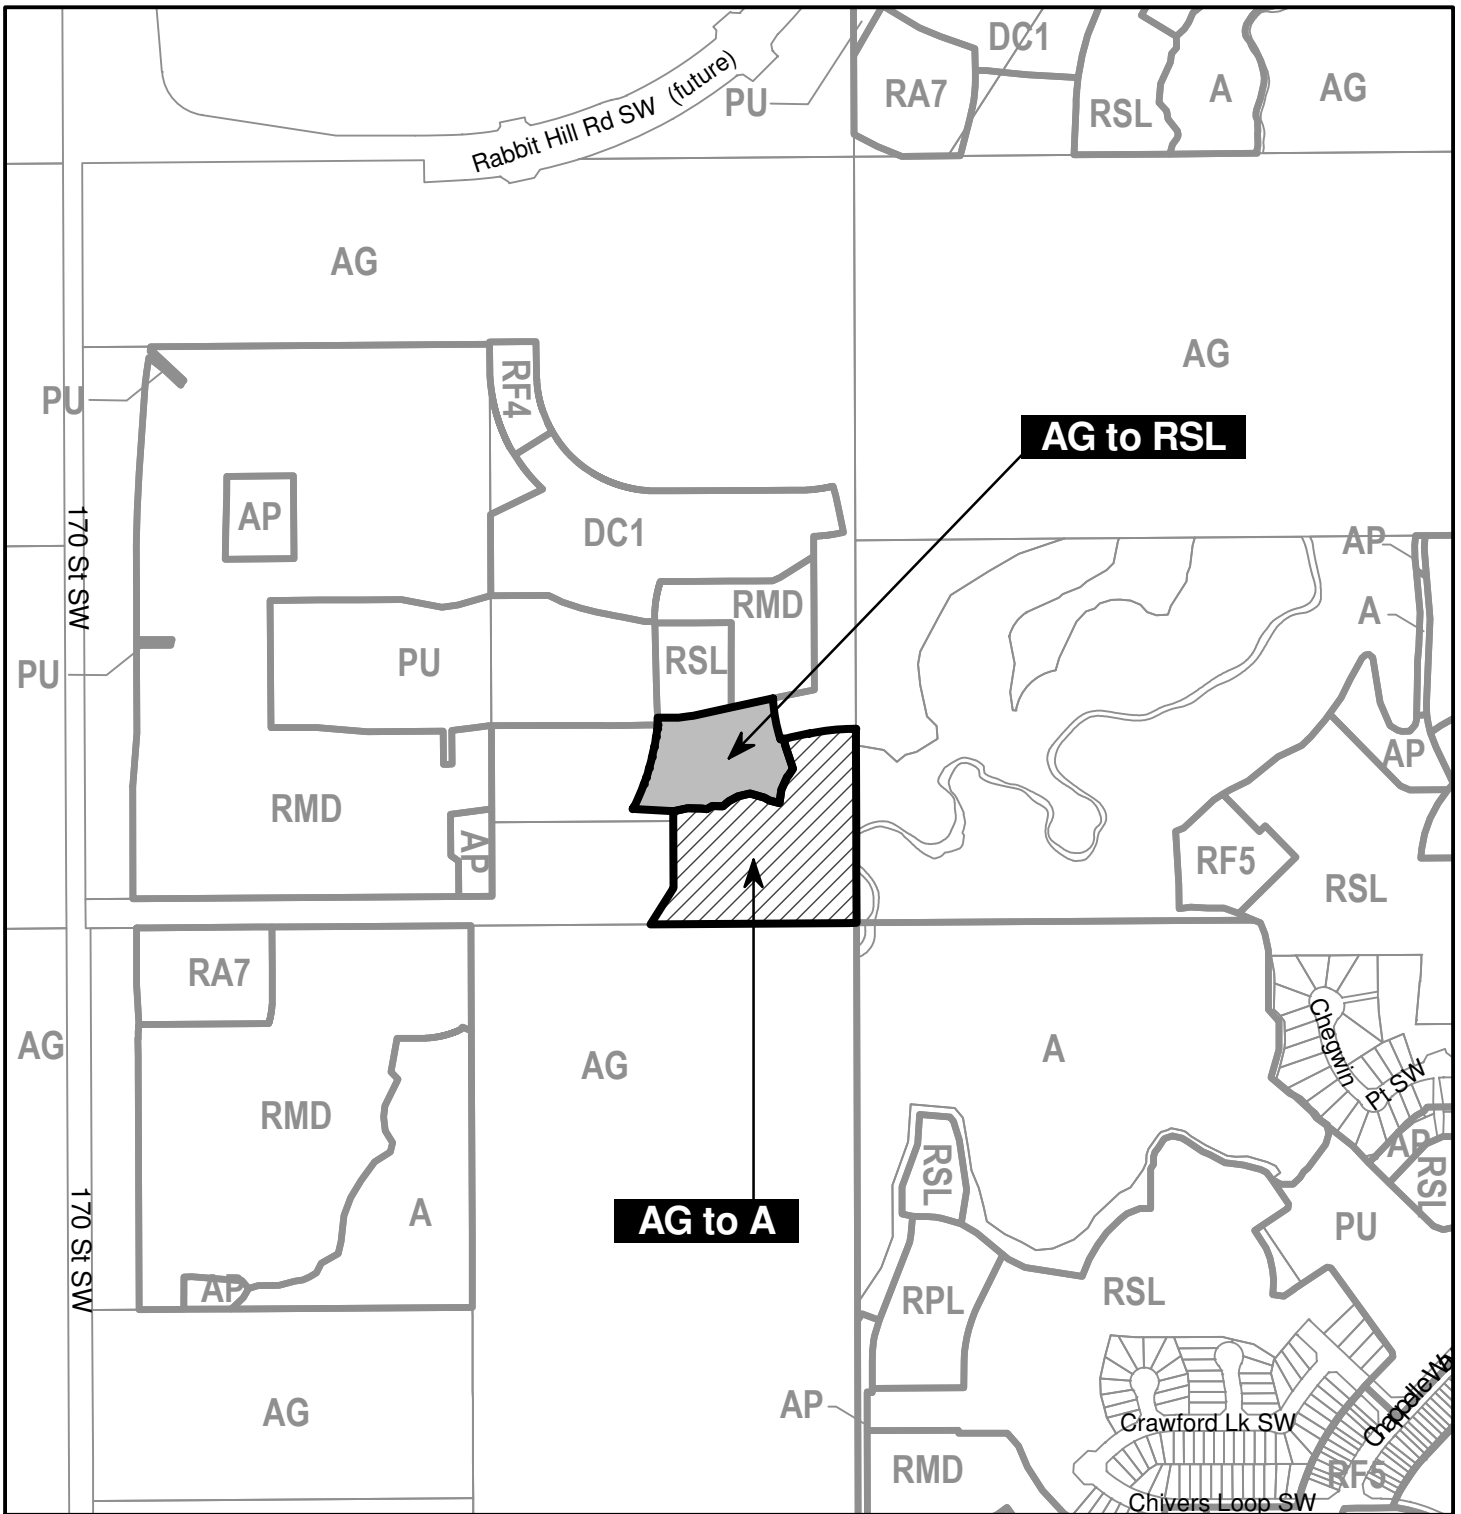 DC1
RA7
PU
RSL
A
AG
Rabbit Hill Rd SW (future)
AG
AG
PU
RF4
AG to RSL
AP
DC1
170 St SW
AP
RMD
A
PU
RSL
PU
AP
RMD
AP
RF5
RSL
RA7
AG
AG
A
Chegwin
Pt SW
RMD
AP
RSL
RSL
A
AG to A
PU
AP
RPL
RSL
170 St SW
AG
AP
Crawford Lk SW
Chappelle Wa
RMD
RF5
Chivers Loop SW